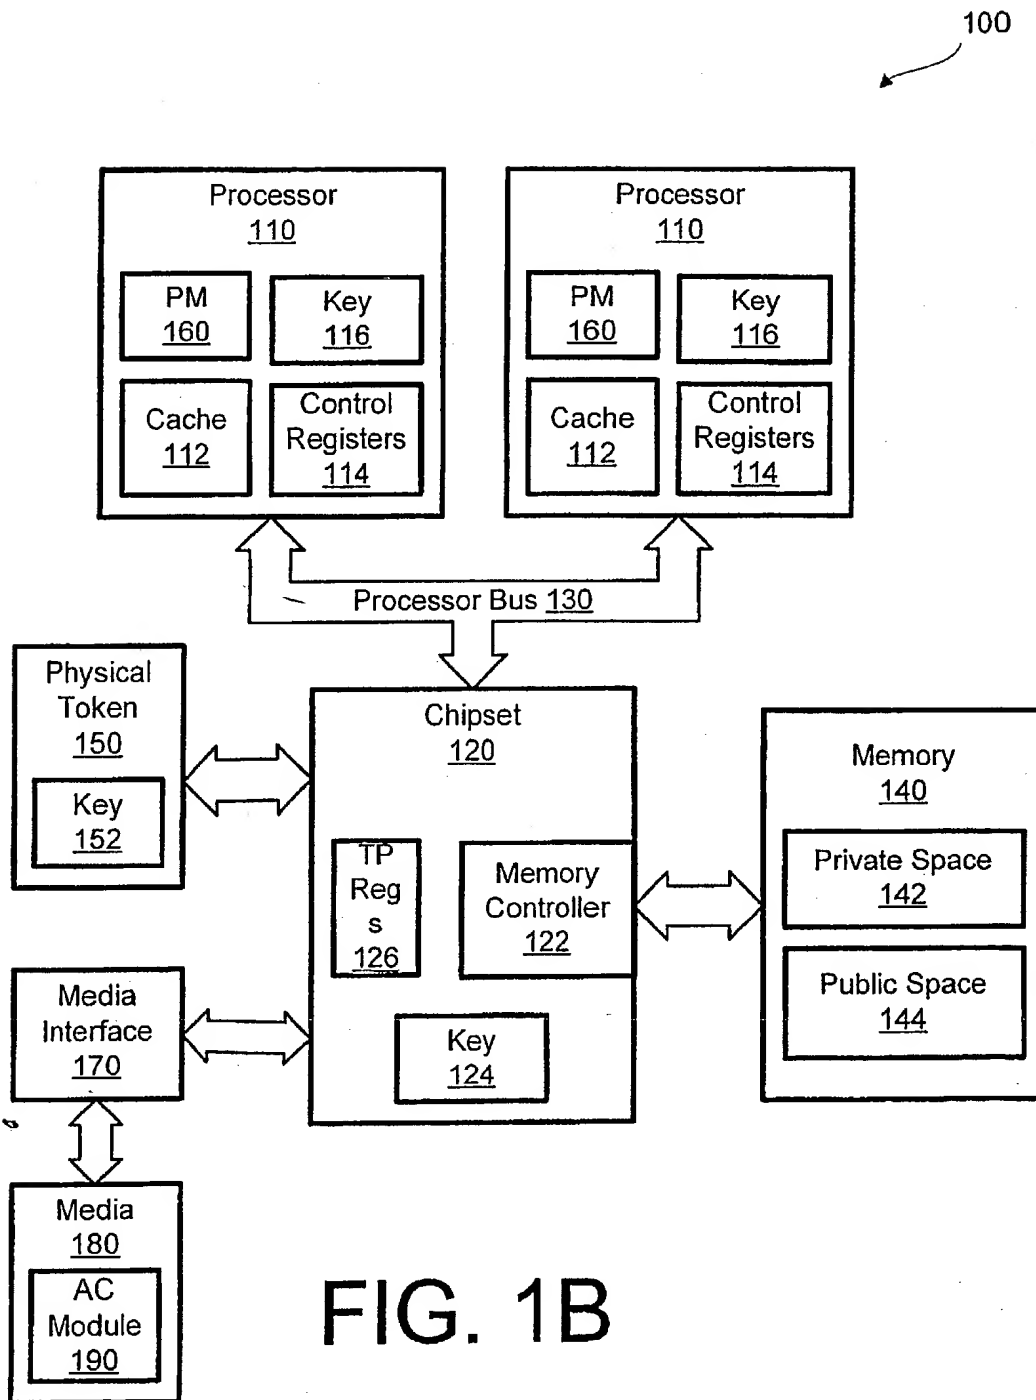 100
Processor
110
PM
160
Key
116
Cache
112
Control
Registers
114
Processor
110
PM
160
Key
116
Cache
112
Control
Registers
114
Processor Bus 130
Physical
Token
150
Key
152
Chipset
120
TP
Reg
s
126
Memory
Controller
122
Key
124
Memory
140
Private Space
142
Public Space
144
Media
Interface
170
Media
180
AC
Module
190
FIG. 1B